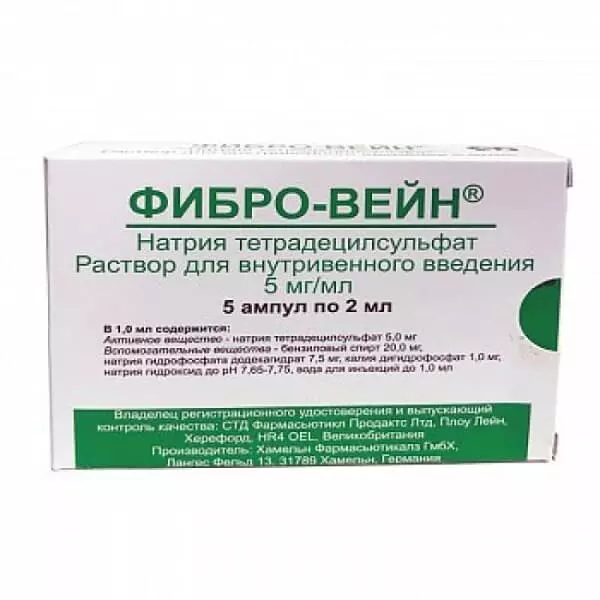 ФИБРО-ВЕЙН®
ФИБРО-ВЕЙН®
Натрия тетрадецилсульфат
Раствор для внутривенного введения
5 мг/мл
5 ампул по 2 мл
В 1,0 мл содержится:
Активное вещество - натрия тетрадецилсульфат 5,0 мг
Вспомогательные вещества - бензиловый спирт 20,0 мг,
натрия гидрофосфата додекагидрат 7,5 мг, калия дигидрофосфат 1,0 мг,
натрия гидроксид до pH 7,65-7,75, вода для инъекций до 1,0 мл
Владелец регистрационного удостоверения и выпускающий
контроль качества: СТД Фармасьютикл Продактс Лтд, Плоу Лейн,
Херефорд, HR4 OEL, Великобритания
Производитель: Хамельн Фармасьютикалз ГмбХ,
Лангес Фельд 13, 31789 Хамельн, Германия